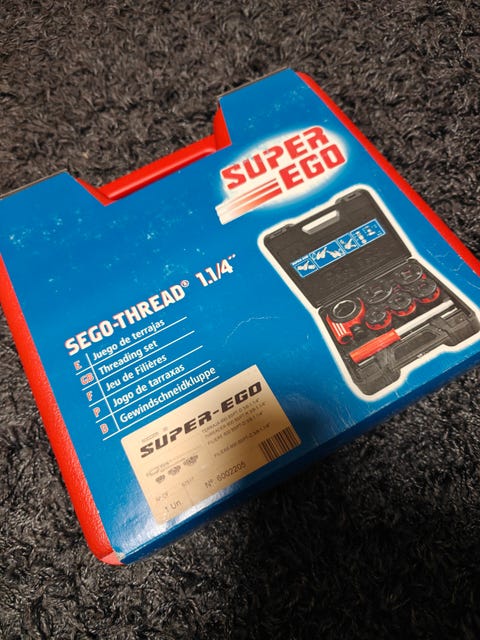 SUPER
EGO
SEGO-THREAD® 1.1/4"
E Juego de terrajas
GB Threading set
F Jeu de Filières
P Jogo de tarraxas
B Gewindschneidkluppe
SUPER-EGO
1 Un
Nº 6002205